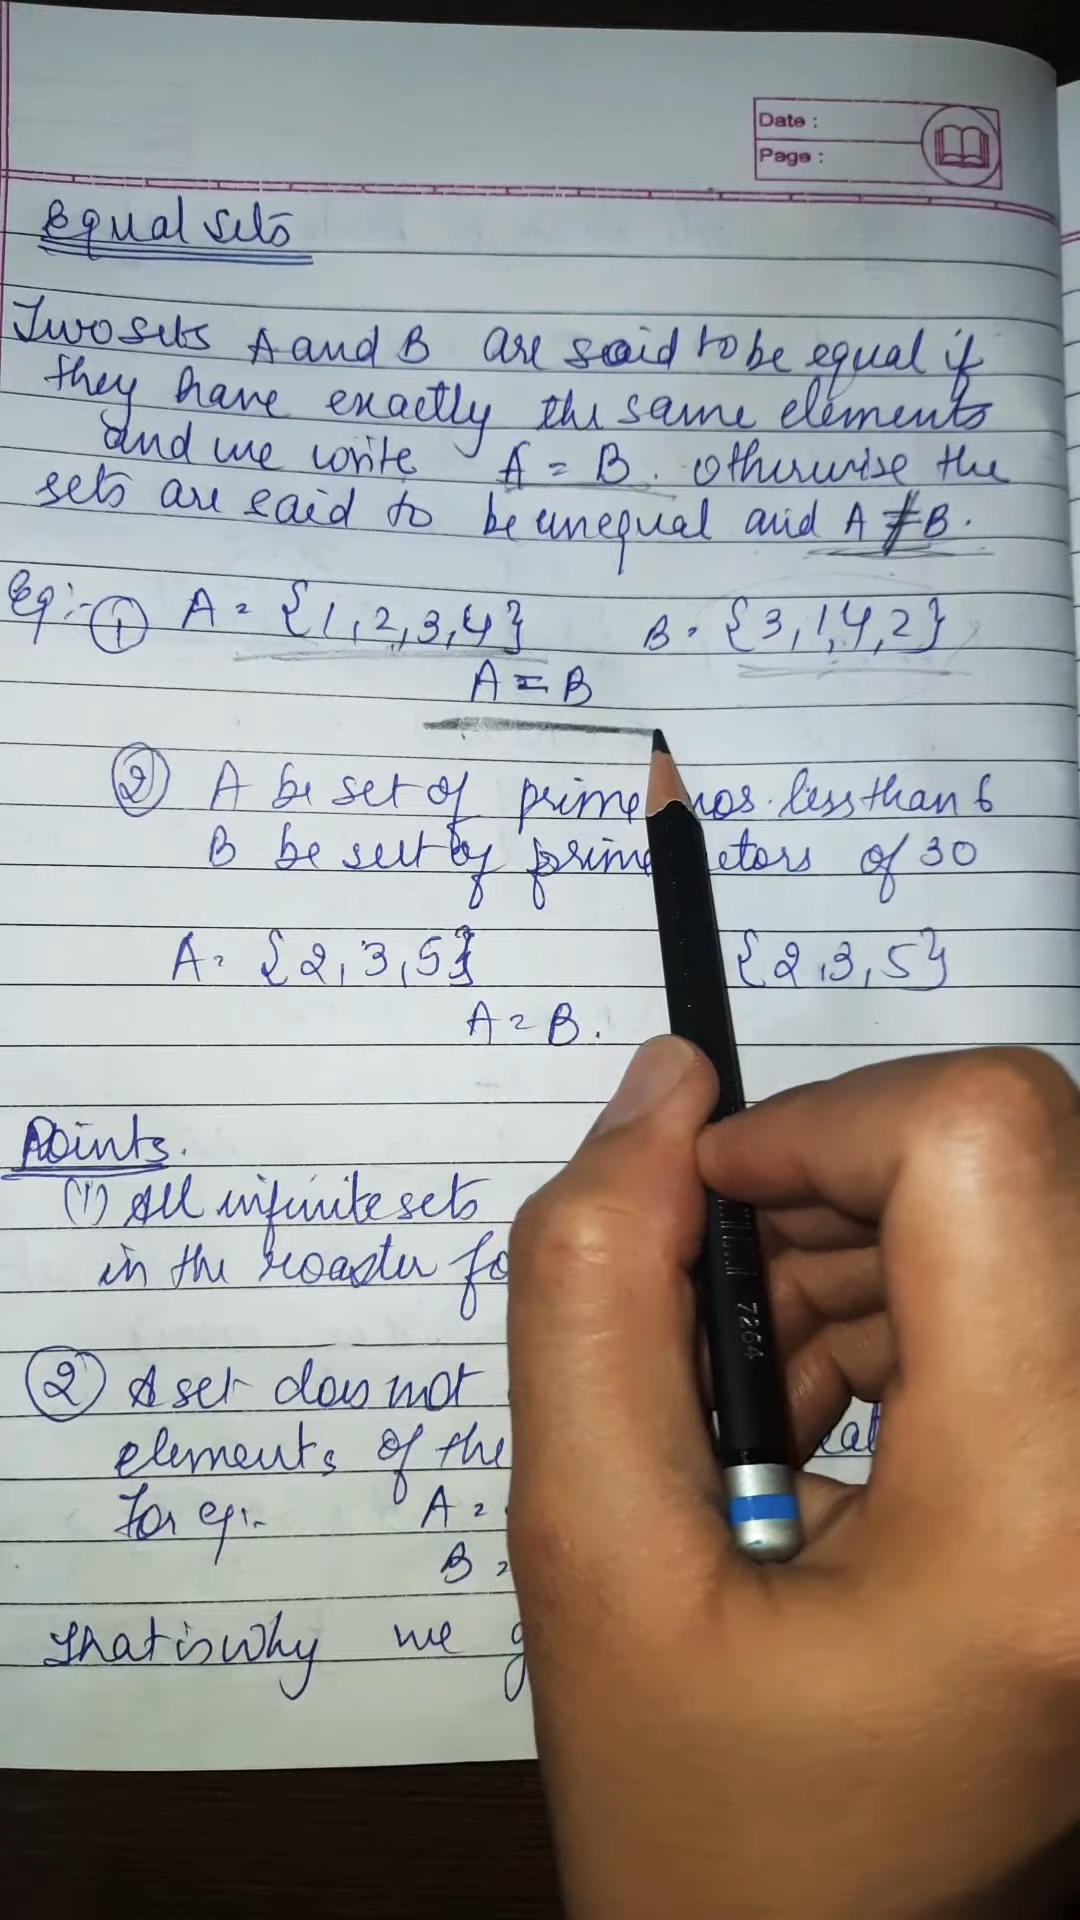 Date :
Page :
Equal sets
Two sets A and B are said to be equal if
they have exactly the same elements
and we write A = B. otherwise the
sets are said to be unequal and A ≠ B.
Eg:- ① A = {1,2,3,4} B = {3,1,4,2}
A = B
② A be set of prime nos. less than 6
B be set of prime ctors of 30
A = {2,3,5} {2,3,5}
A = B.
Points.
(1) All infinite sets
in the roaster fo
② A set does not
elements of the eat
For eg:- A =
B =
That is why we g
7264